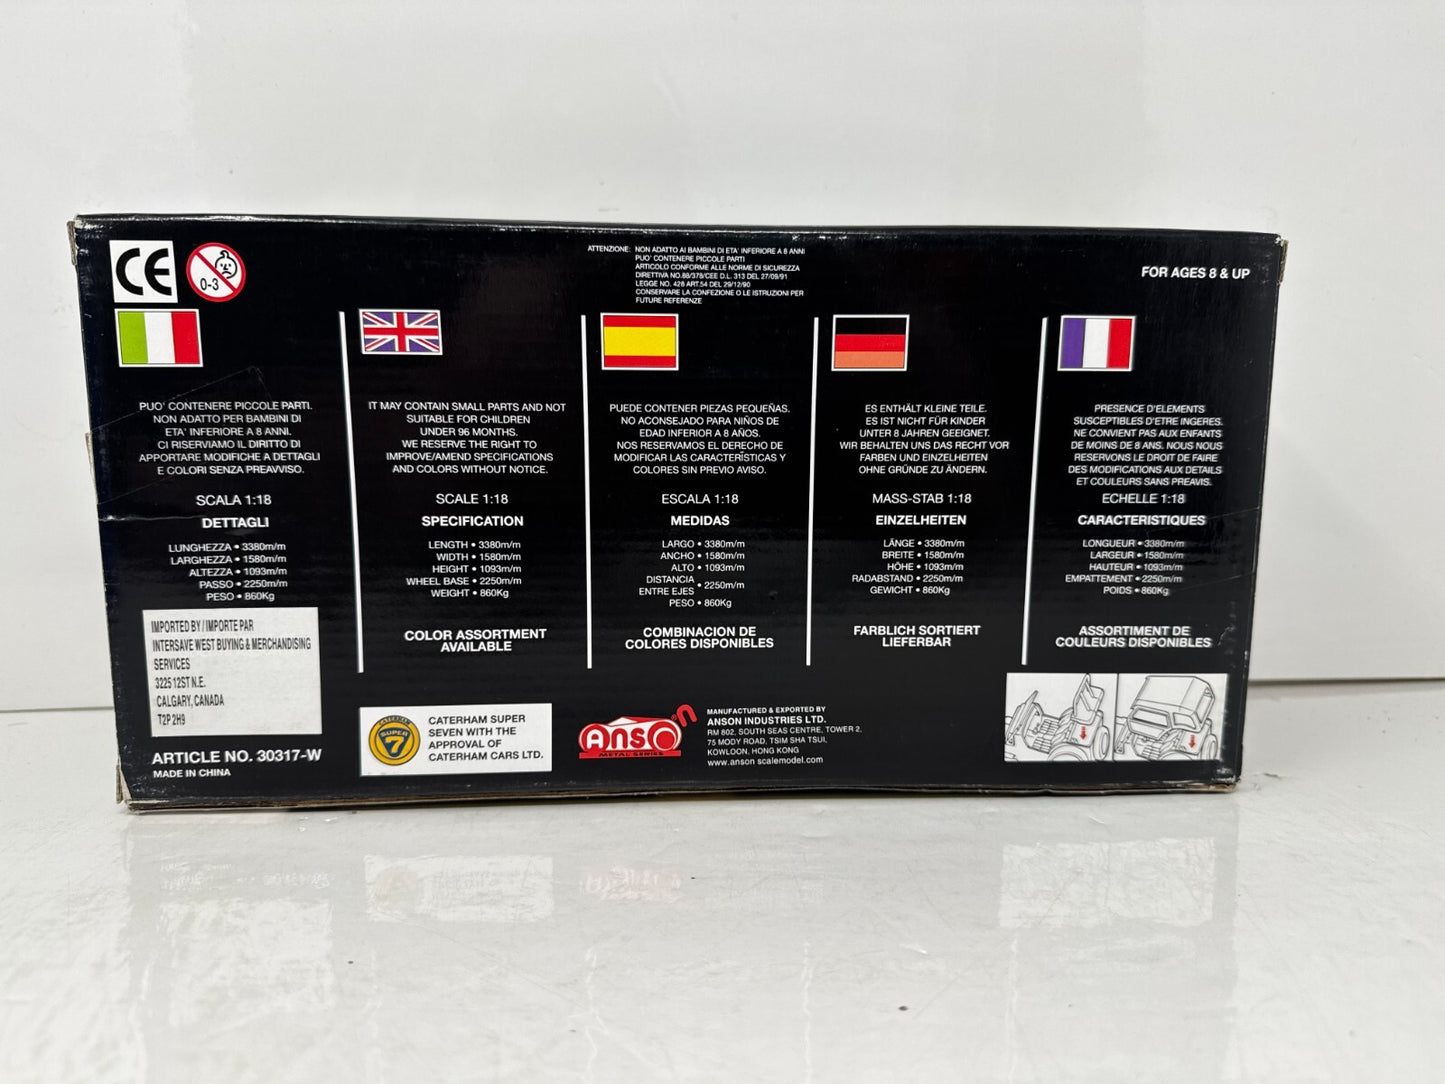 CE
0-3
ATTENZIONE: NON ADATTO AI BAMBINI DI ETA' INFERIORE A 8 ANNI
PUO' CONTENERE PICCOLE PARTI
ARTICOLO CONFORME ALLE NORME DI SICUREZZA
DIRETTIVA NO.88/378/CEE D.L. 313 DEL 27/09/91
LEGGE NO. 428 ART.54 DEL 29/12/90
CONSERVARE LA CONFEZIONE O LE ISTRUZIONI PER
FUTURE REFERENZE
FOR AGES 8 & UP
PUO' CONTENERE PICCOLE PARTI.
NON ADATTO PER BAMBINI DI
ETA' INFERIORE A 8 ANNI.
CI RISERVIAMO IL DIRITTO DI
APPORTARE MODIFICHE A DETTAGLI
E COLORI SENZA PREAVVISO.
SCALA 1:18
DETTAGLI
LUNGHEZZA • 3380m/m
LARGHEZZA • 1580m/m
ALTEZZA • 1093m/m
PASSO • 2250m/m
PESO • 860Kg
IMPORTED BY / IMPORTE PAR
INTERSAVE WEST BUYING & MERCHANDISING
SERVICES
3225 12ST N.E.
CALGARY, CANADA
T2P 2H9
ARTICLE NO. 30317-W
MADE IN CHINA
IT MAY CONTAIN SMALL PARTS AND NOT
SUITABLE FOR CHILDREN
UNDER 96 MONTHS.
WE RESERVE THE RIGHT TO
IMPROVE/AMEND SPECIFICATIONS
AND COLORS WITHOUT NOTICE.
SCALE 1:18
SPECIFICATION
LENGTH • 3380m/m
WIDTH • 1580m/m
HEIGHT • 1093m/m
WHEEL BASE • 2250m/m
WEIGHT • 860Kg
COLOR ASSORTMENT
AVAILABLE
PUEDE CONTENER PIEZAS PEQUEÑAS.
NO ACONSEJADO PARA NIÑOS DE
EDAD INFERIOR A 8 AÑOS.
NOS RESERVAMOS EL DERECHO DE
MODIFICAR LAS CARACTERÍSTICAS Y
COLORES SIN PREVIO AVISO.
ESCALA 1:18
MEDIDAS
LARGO • 3380m/m
ANCHO • 1580m/m
ALTO • 1093m/m
DISTANCIA
ENTRE EJES • 2250m/m
PESO • 860Kg
COMBINACION DE
COLORES DISPONIBLES
ES ENTHÄLT KLEINE TEILE.
ES IST NICHT FÜR KINDER
UNTER 8 JAHREN GEEIGNET.
WIR BEHALTEN UNS DAS RECHT VOR
FARBEN UND EINZELHEITEN
OHNE GRÜNDE ZU ÄNDERN.
MASS-STAB 1:18
EINZELHEITEN
LÄNGE • 3380m/m
BREITE • 1580m/m
HÖHE • 1093m/m
RADABSTAND • 2250m/m
GEWICHT • 860Kg
FARBLICH SORTIERT
LIEFERBAR
PRESENCE D'ELEMENTS
SUSCEPTIBLES D'ETRE INGERES.
NE CONVIENT PAS AUX ENFANTS
DE MOINS DE 8 ANS. NOUS NOUS
RESERVONS LE DROIT DE FAIRE
DES MODIFICATIONS AUX DETAILS
ET COULEURS SANS PREAVIS.
ECHELLE 1:18
CARACTERISTIQUES
LONGUEUR • 3380m/m
LARGEUR • 1580m/m
HAUTEUR • 1093m/m
EMPATTEMENT • 2250m/m
POIDS • 860Kg
ASSORTIMENT DE
COULEURS DISPONIBLES
CATERHAM
SUPER
7
CATERHAM SUPER
SEVEN WITH THE
APPROVAL OF
CATERHAM CARS LTD.
ANSON
METAL SERIES
MANUFACTURED & EXPORTED BY
ANSON INDUSTRIES LTD.
RM 802, SOUTH SEAS CENTRE, TOWER 2.
75 MODY ROAD, TSIM SHA TSUI,
KOWLOON, HONG KONG
www.anson scalemodel.com